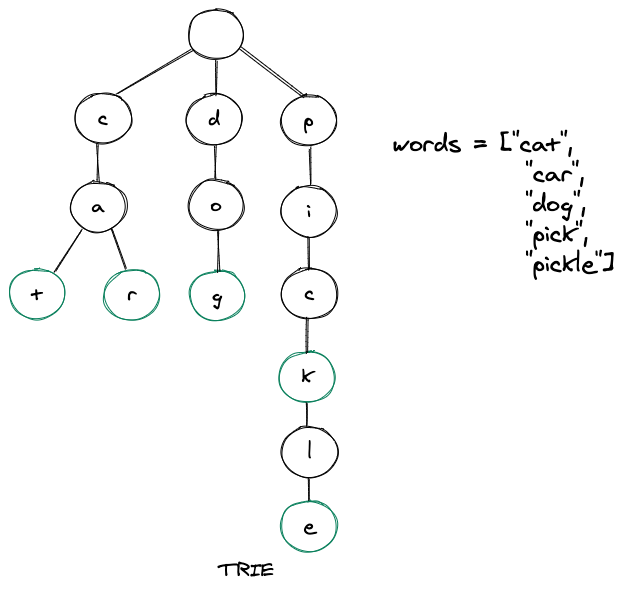 c d p
words = ["cat",
"car",
a o i
"dog",
"pick",
"pickle"]
t r g c
k
l
e
TRIE